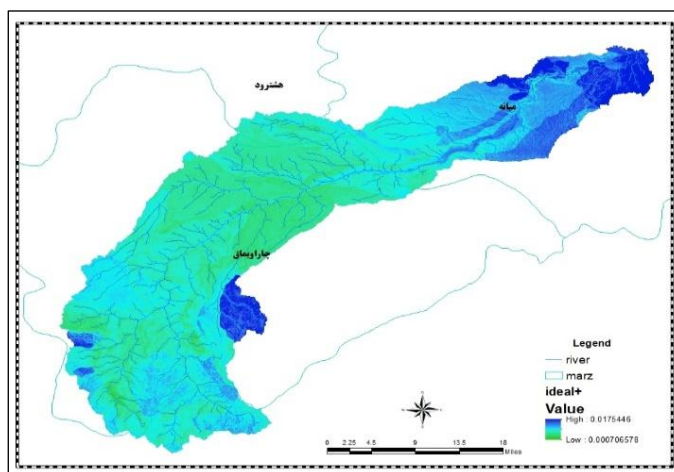 هشترود
میانه
چاراویماق
Legend
river
marz
ideal+
Value
High : 0.0175446
Low : 0.000706578
0 2.25 4.5 9 13.5 18
Miles